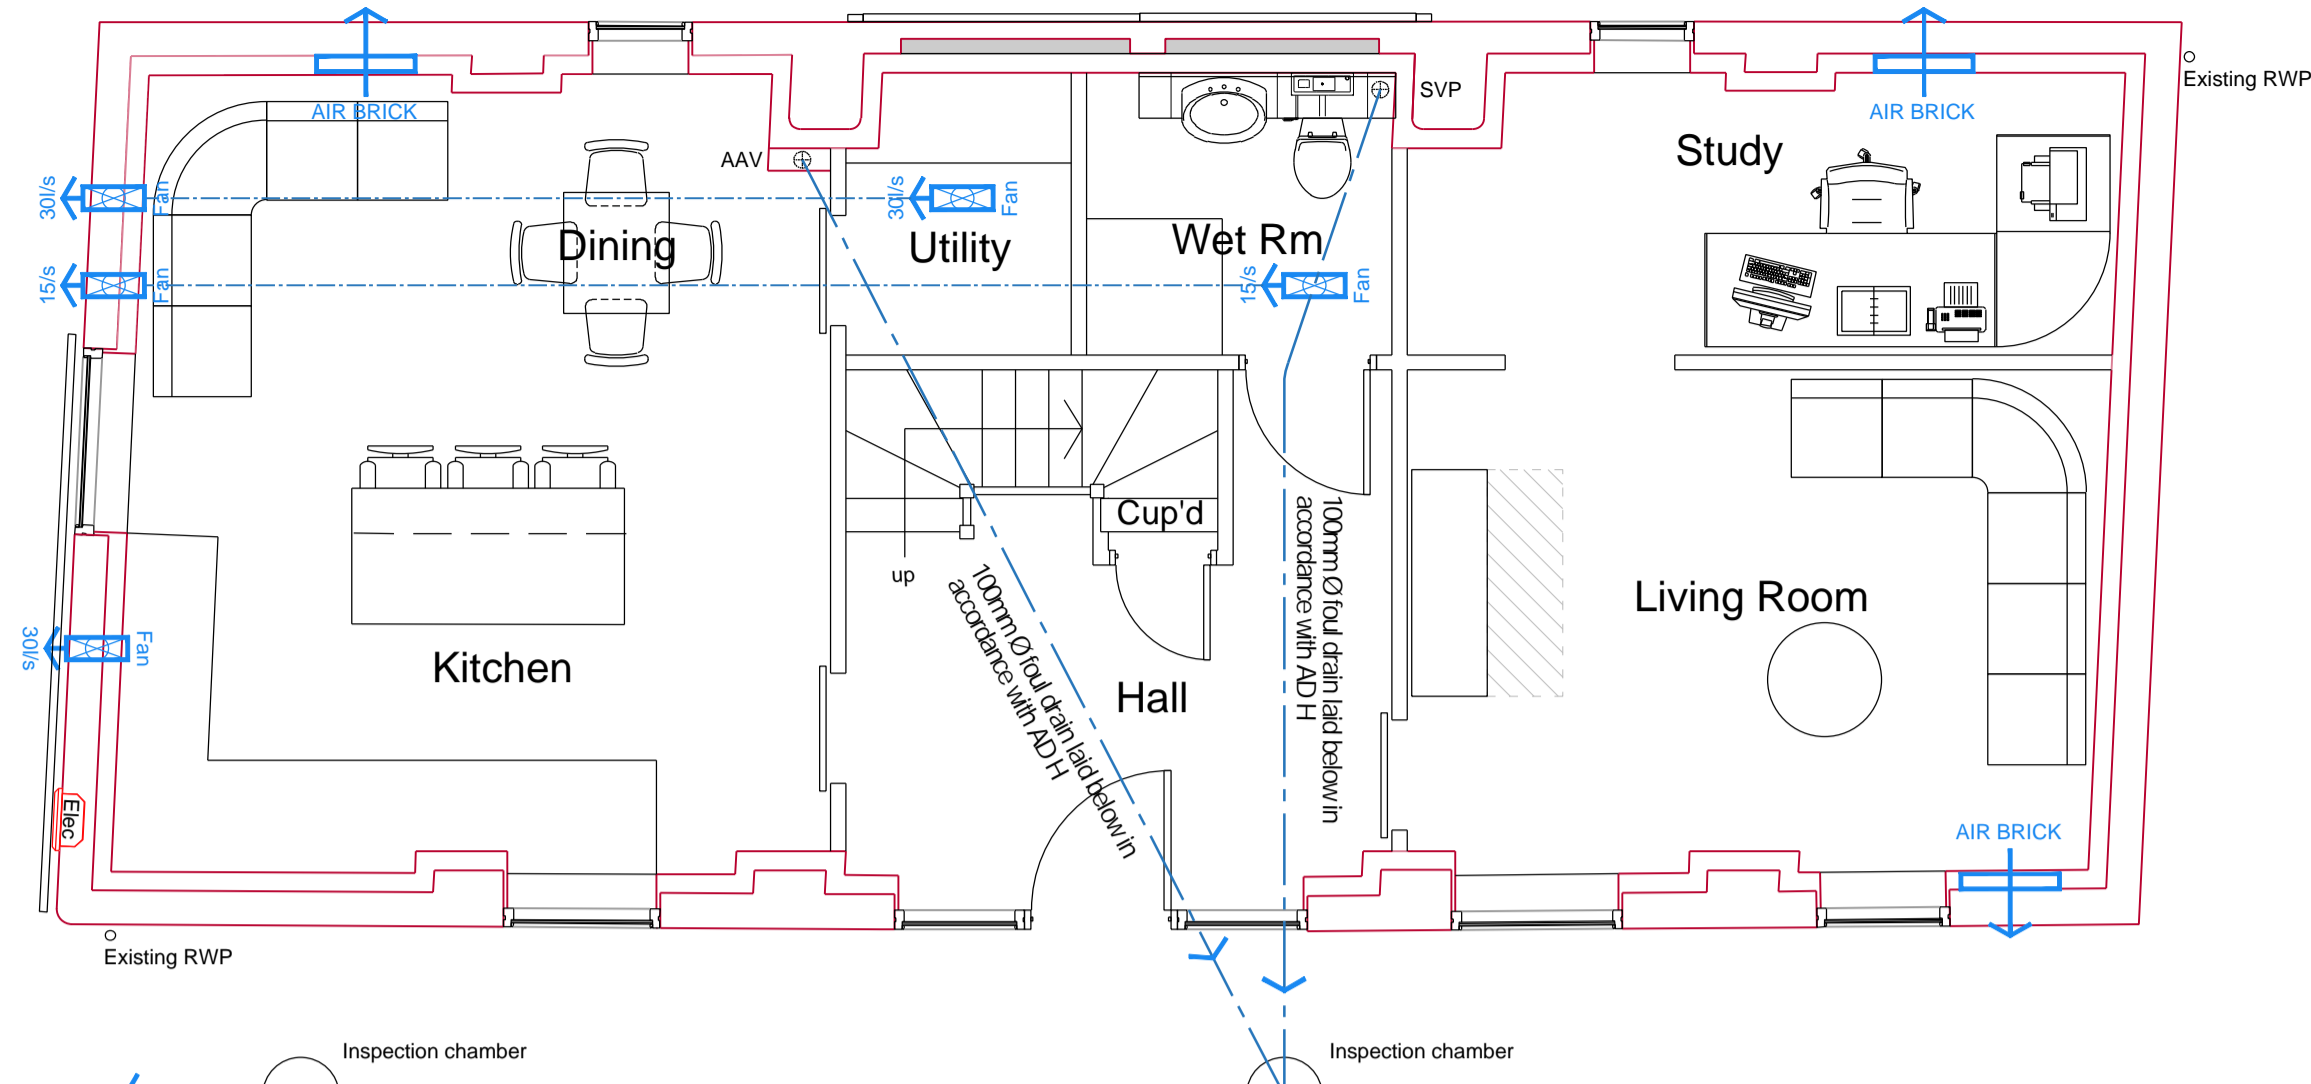 Existing RWP
AIR BRICK
AIR BRICK
SVP
AAV
Study
30l/s
Fan
30l/s
Fan
Dining
Utility
Wet Rm
15/s
Fan
15/s
Fan
Cup'd
up
100mm Ø foul drain laid below in
accordance with AD H
100mm Ø foul drain laid below in
accordance with AD H
Living Room
30l/s
Fan
Kitchen
Hall
Elec
AIR BRICK
Existing RWP
Inspection chamber
Inspection chamber